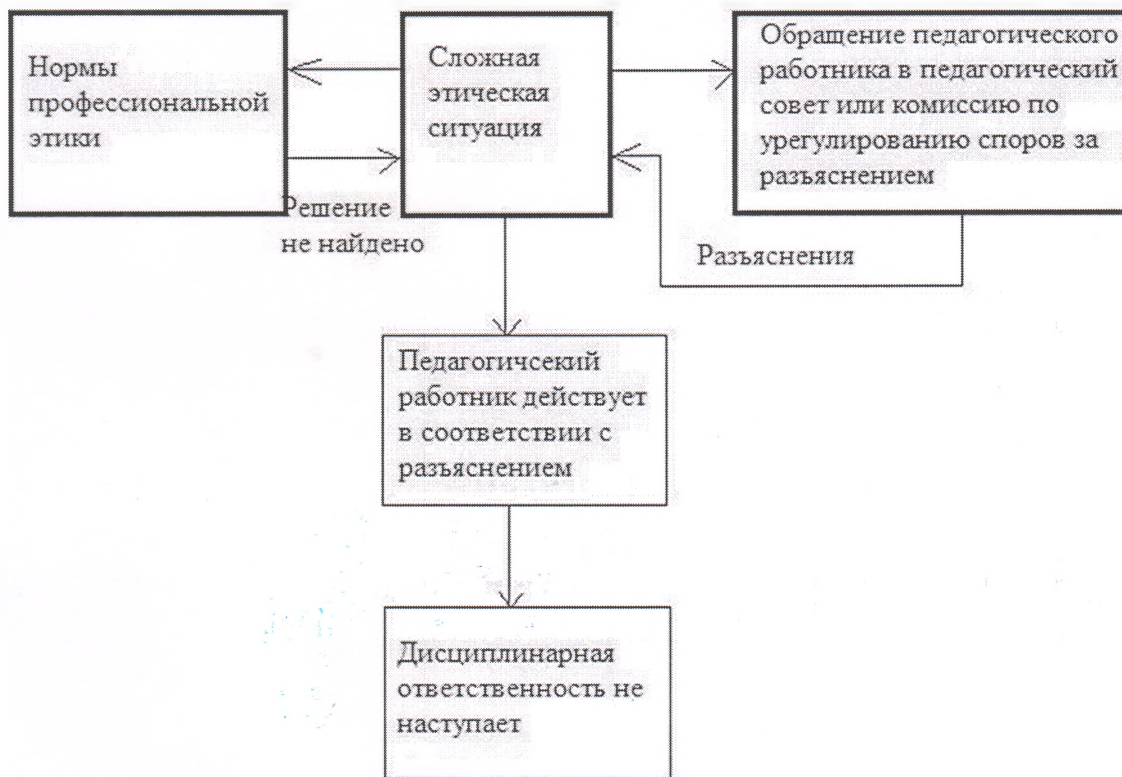 Нормы
профессиональной
этики
Сложная
этическая
ситуация
Обращение педагогического
работника в педагогический
совет или комиссию по
урегулированию споров за
разъяснением
Решение
не найдено
Разъяснения
Педагогичсекий
работник действует
в соответствии с
разъяснением
Дисциплинарная
ответственность не
наступает